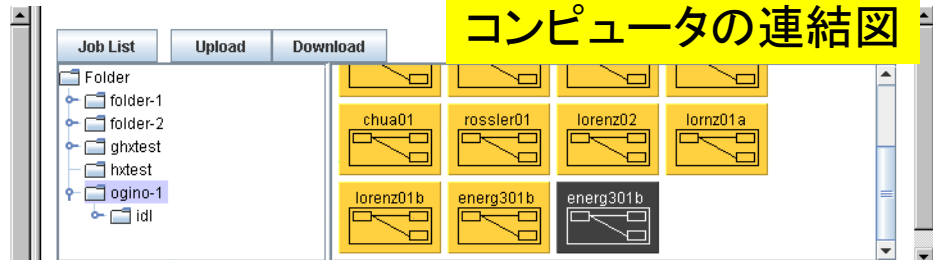 コンピュータの連結図
Job List Upload Download
Folder
folder-1
folder-2
ghxtest
hxtest
ogino-1
idl
chua01 rossler01 lorenz02 lornz01a
lorenz01b energ301b energ301b